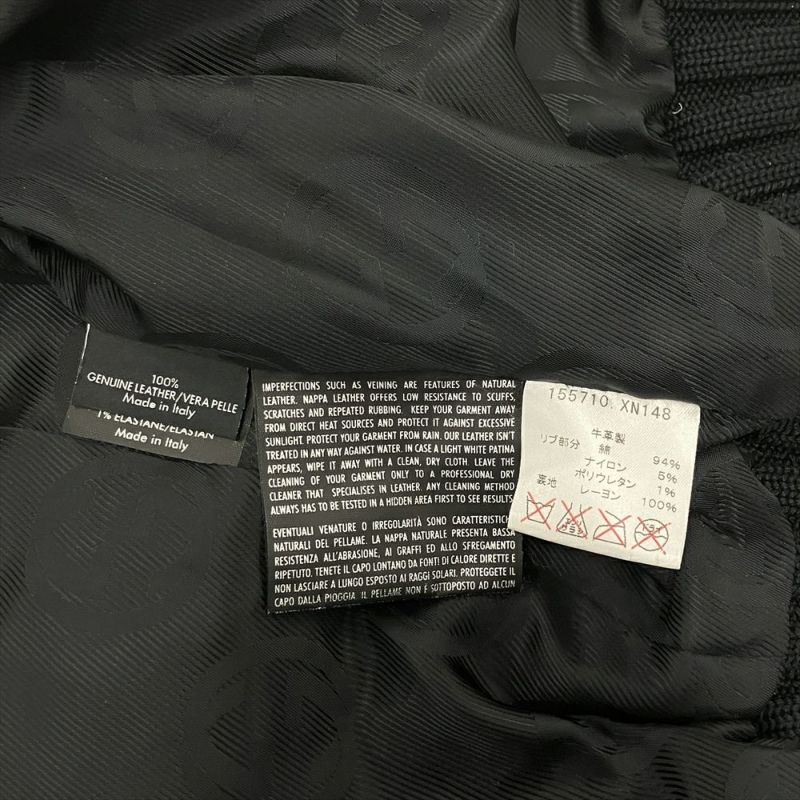 100%
GENUINE LEATHER/VERA PELLE
Made in Italy
1% ELASTANE/ELASTAN
Made in Italy
IMPERFECTIONS SUCH AS VEINING ARE FEATURES OF NATURAL
LEATHER. NAPPA LEATHER OFFERS LOW RESISTANCE TO SCUFFS,
SCRATCHES AND REPEATED RUBBING. KEEP YOUR GARMENT AWAY
FROM DIRECT HEAT SOURCES AND PROTECT IT AGAINST EXCESSIVE
SUNLIGHT. PROTECT YOUR GARMENT FROM RAIN. OUR LEATHER ISN'T
TREATED IN ANY WAY AGAINST WATER. IN CASE A LIGHT WHITE PATINA
APPEARS, WIPE IT AWAY WITH A CLEAN, DRY CLOTH. LEAVE THE
CLEANING OF YOUR GARMENT ONLY TO A PROFESSIONAL DRY
CLEANER THAT SPECIALISES IN LEATHER. ANY CLEANING METHOD
ALWAYS HAS TO BE TESTED IN A HIDDEN AREA FIRST TO SEE RESULTS.
EVENTUALI VENATURE O IRREGOLARITÀ SONO CARATTERISTICHE
NATURALI DEL PELLAME. LA NAPPA NATURALE PRESENTA BASSA
RESISTENZA ALL'ABRASIONE, AI GRAFFI ED ALLO SFREGAMENTO
RIPETUTO. TENETE IL CAPO LONTANO DA FONTI DI CALORE DIRETTE E
NON LASCIARE A LUNGO ESPOSTO AI RAGGI SOLARI. PROTEGGETE IL
CAPO DALLA PIOGGIA. IL PELLAME NON È SOTTOPOSTO AD ALCUN
155710 XN148
牛革製
リブ部分 綿 94%
ナイロン 5%
ポリウレタン 1%
裏地 レーヨン 100%